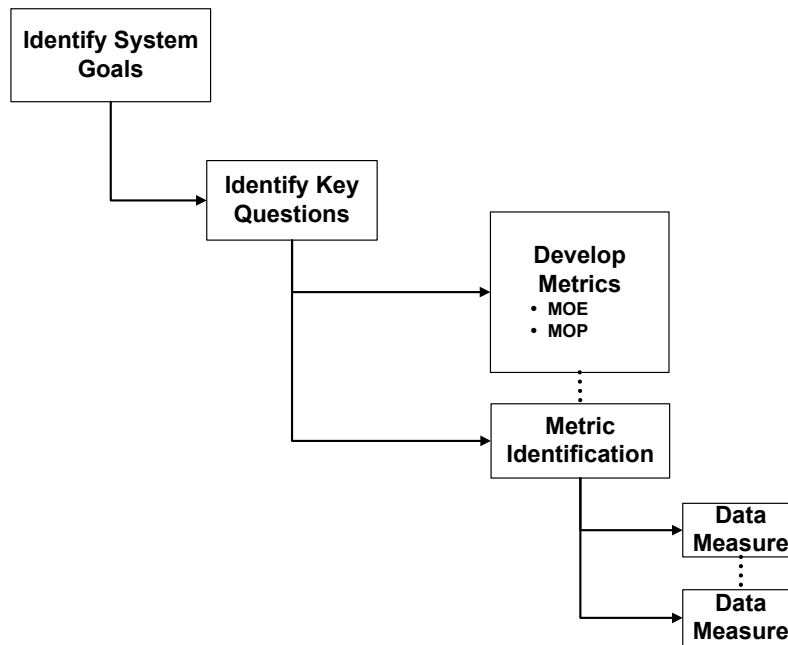 Identify System
Goals
Identify Key
Questions
Develop
Metrics
• MOE
• MOP
Metric
Identification
Data
Measure
Data
Measure